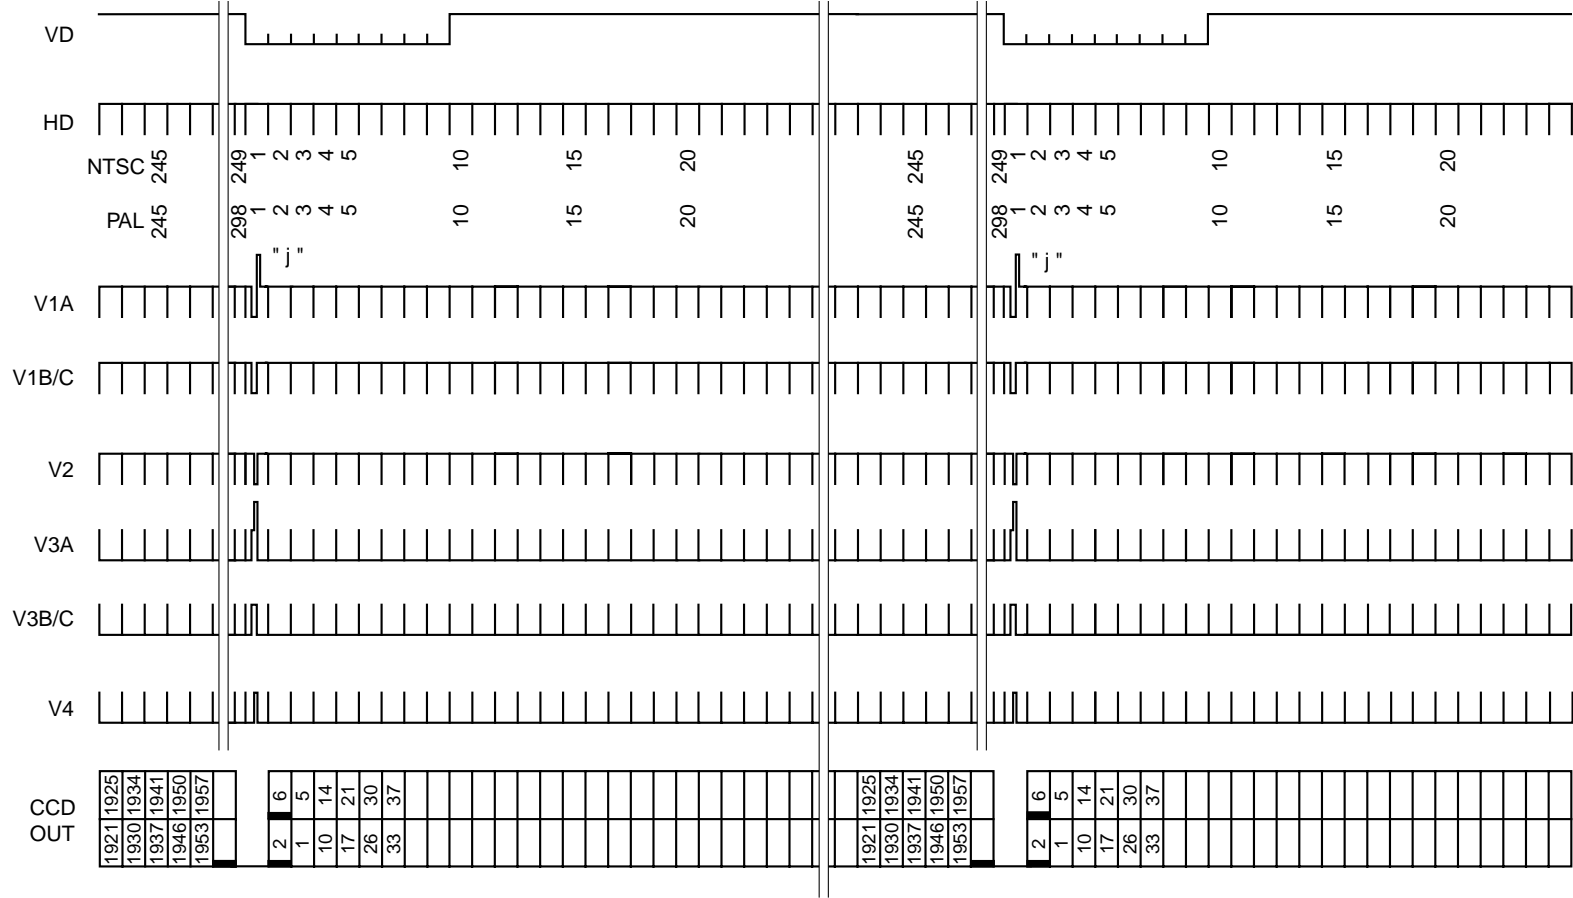 VD
HD
NTSC 245 249 1 2 3 4 5 10 15 20 245 249 1 2 3 4 5 10 15 20
PAL 245 298 1 2 3 4 5 10 15 20 245 298 1 2 3 4 5 10 15 20
" j " " j "
V1A
V1B/C
V2
V3A
V3B/C
V4
CCD OUT
1925 1934 1941 1950 1957 6 5 14 21 30 37 1925 1934 1941 1950 1957 6 5 14 21 30 37
1921 1930 1937 1946 1953 2 1 10 17 26 33 1921 1930 1937 1946 1953 2 1 10 17 26 33